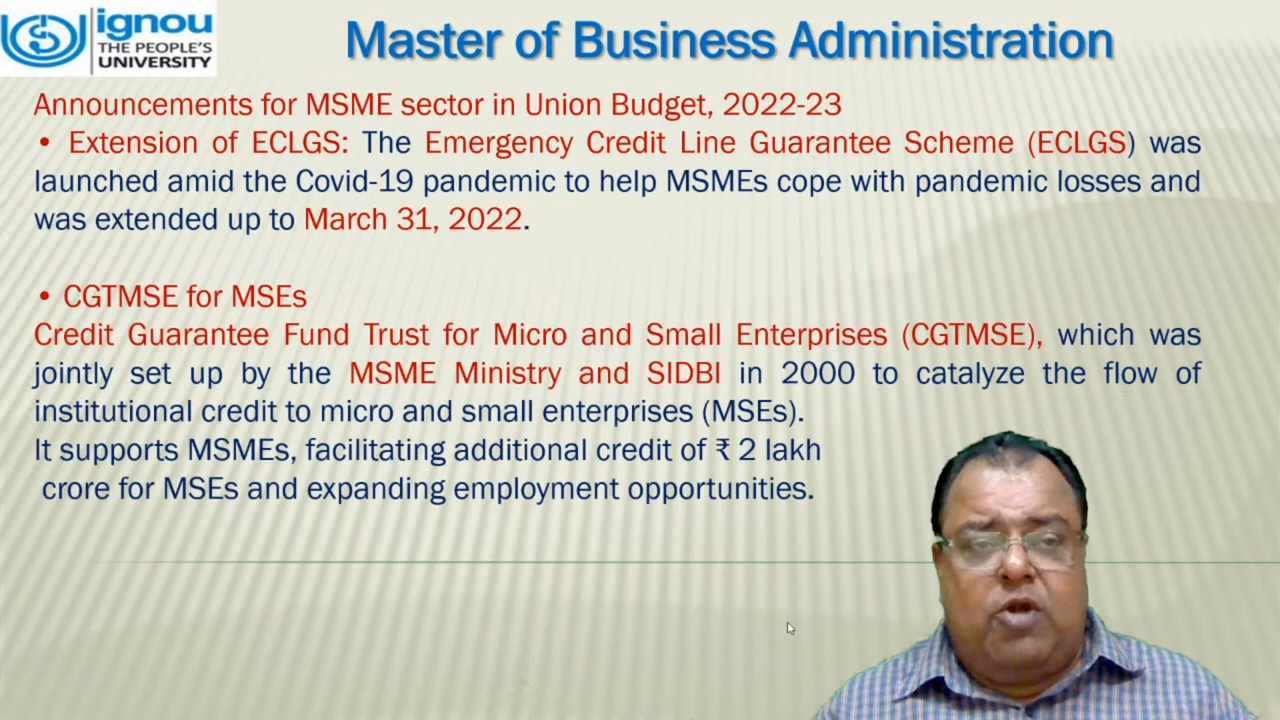 ignou
THE PEOPLE'S
UNIVERSITY
Master of Business Administration
Announcements for MSME sector in Union Budget, 2022-23
• Extension of ECLGS: The Emergency Credit Line Guarantee Scheme (ECLGS) was
launched amid the Covid-19 pandemic to help MSMEs cope with pandemic losses and
was extended up to March 31, 2022.
• CGTMSE for MSEs
Credit Guarantee Fund Trust for Micro and Small Enterprises (CGTMSE), which was
jointly set up by the MSME Ministry and SIDBI in 2000 to catalyze the flow of
institutional credit to micro and small enterprises (MSEs).
It supports MSMEs, facilitating additional credit of ₹ 2 lakh
crore for MSEs and expanding employment opportunities.